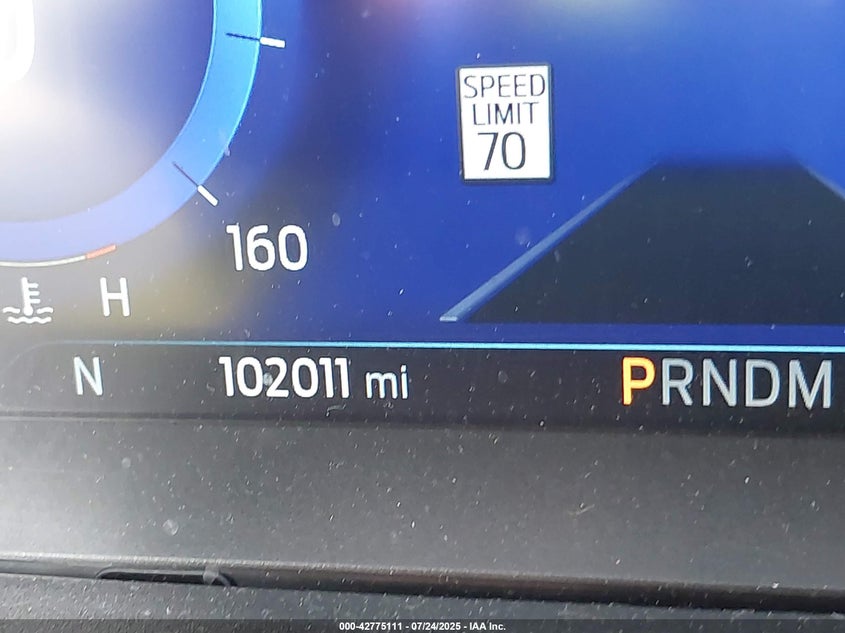 SPEED
LIMIT
70
160
H
N 102011 mi PRNDM
000-42775111 - 07/24/2025 - IAA Inc.